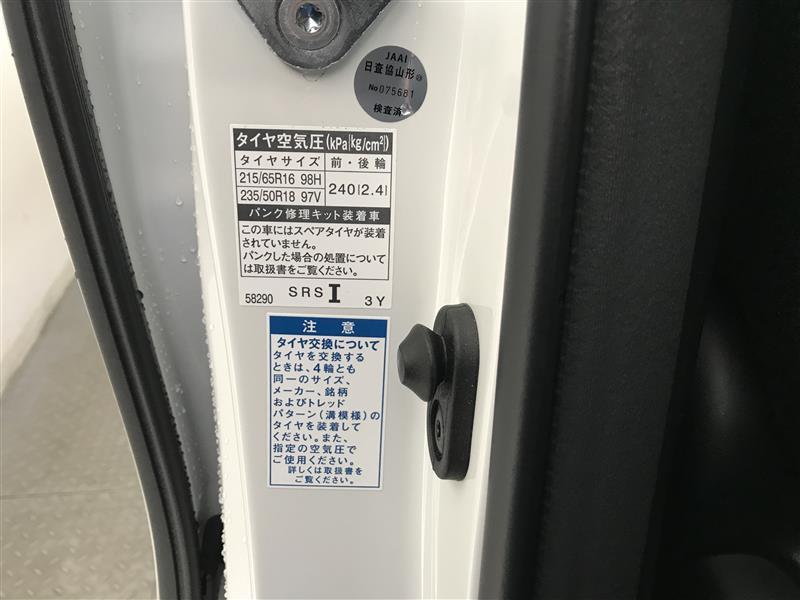 JAAI
日査協山形
No075681
検査済
タイヤ空気圧(kPa{kg/cm²})
タイヤサイズ 前・後輪
215/65R16 98H
240{2.4}
235/50R18 97V
パンク修理キット装着車
この車にはスペアタイヤが装着
されていません。
パンクした場合の処置について
は取扱書をご覧ください。
58290 SRS I 3Y
注意
タイヤ交換について
タイヤを交換する
ときは、4輪とも
同一のサイズ、
メーカー、銘柄
およびトレッド
パターン(溝模様)の
タイヤを装着して
ください。また、
指定の空気圧で
ご使用ください。
詳しくは取扱書を
ご覧ください。